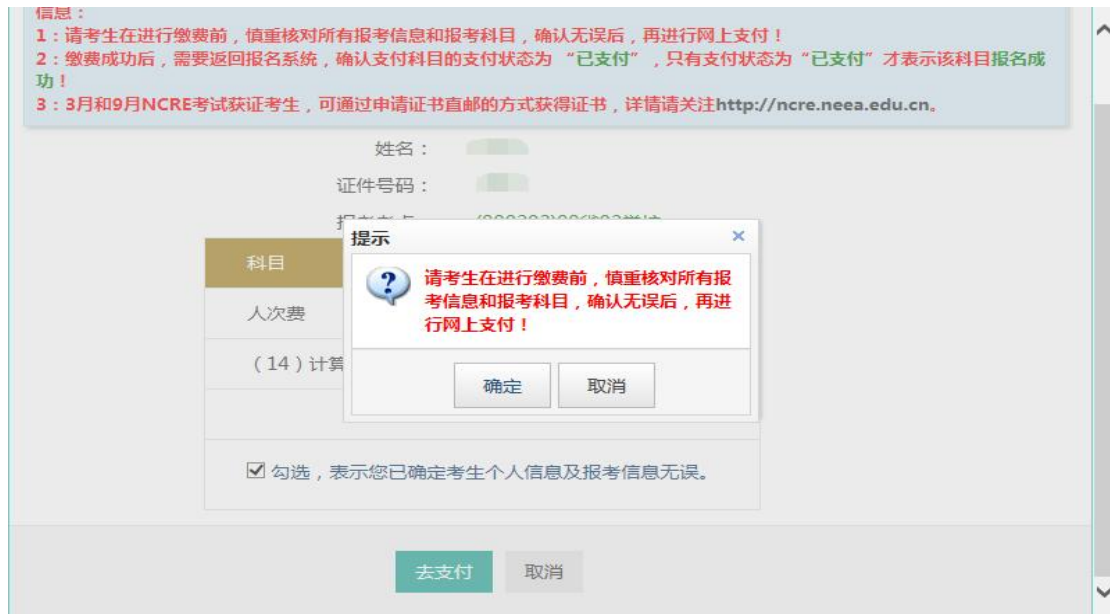 信息：
1：请考生在进行缴费前，慎重核对所有报考信息和报考科目，确认无误后，再进行网上支付！
2：缴费成功后，需要返回报名系统，确认支付科目的支付状态为 “已支付” ，只有支付状态为 “已支付” 才表示该科目报名成
功！
3：3月和9月NCRE考试获证考生，可通过申请证书直邮的方式获得证书，详情请关注http://ncre.neea.edu.cn。
姓名：
证件号码：
提示
×
科目
请考生在进行缴费前，慎重核对所有报
考信息和报考科目，确认无误后，再进
行网上支付！
人次费
（14）计算
确定
取消
勾选，表示您已确定考生个人信息及报考信息无误。
去支付
取消